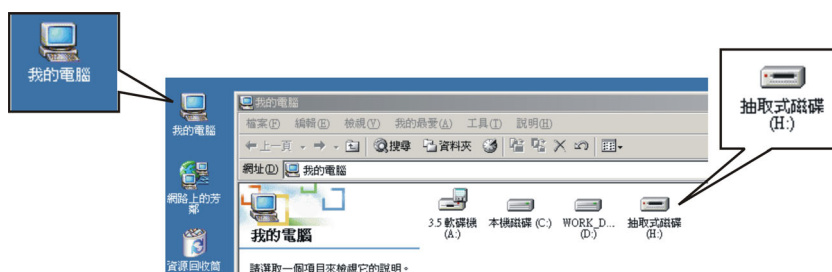 我的電腦
抽取式磁碟
(H:)
我的電腦
網路上的芳
鄰
資源回收筒
我的電腦
檔案(F) 編輯(E) 檢視(V) 我的最愛(A) 工具(T) 說明(H)
上一頁 搜尋 資料夾
網址(D) 我的電腦
我的電腦
請選取一個項目來檢視它的說明。
3.5 軟碟機
(A:)
本機磁碟 (C:)
WORK_D...
(D:)
抽取式磁碟
(H:)